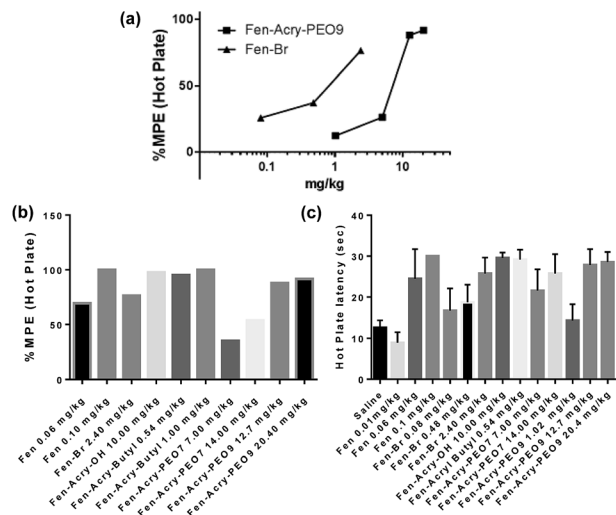 (a)
Fen-Acry-PEO9
Fen-Br
%MPE (Hot Plate)
100
50
0
0.1
1
10
mg/kg
(b)
%MPE (Hot Plate)
150
100
50
0
Fen 0.06 mg/kg
Fen 0.10 mg/kg
Fen-Br 2.40 mg/kg
Fen-Acry-OH 10.00 mg/kg
Fen-Acry-Butyl 0.54 mg/kg
Fen-Acry-Butyl 1.00 mg/kg
Fen-Acry-PEO7 7.00 mg/kg
Fen-Acry-PEO7 14.00 mg/kg
Fen-Acry-PEO9 12.7 mg/kg
Fen-Acry-PEO9 20.40 mg/kg
(c)
Hot Plate latency (sec)
40
30
20
10
0
Saline
Fen 0.01mg/kg
Fen 0.06 mg/kg
Fen 0.1 mg/kg
Fen-Br 0.08 mg/kg
Fen-Br 0.48 mg/kg
Fen-Br 2.40 mg/kg
Fen-Acry-OH 10.00 mg/kg
Fen-Acryl Butyl 0.54 mg/kg
Fen-Acry-PEO7 7.00 mg/kg
Fen-Acry-PEO7 14.00 mg/kg
Fen-Acry-PEO9 1.02 mg/kg
Fen-Acry-PEO9 12.7 mg/kg
Fen-Acry-PEO9 20.4 mg/kg